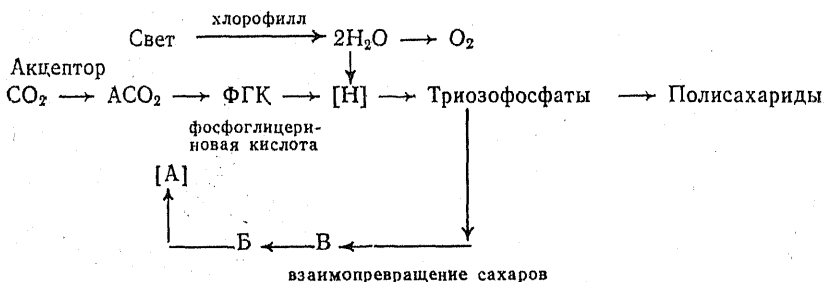 хлорофилл
Свет ⟶ 2H₂O ⟶ O₂
Акцептор
CO₂ ⟶ ACO₂ ⟶ ФГК ⟶ [H] ⟶ Триозофосфаты ⟶ Полисахариды
фосфоглицери-
новая кислота
[A]
Б ⟵ В ⟵
взаимопревращение сахаров